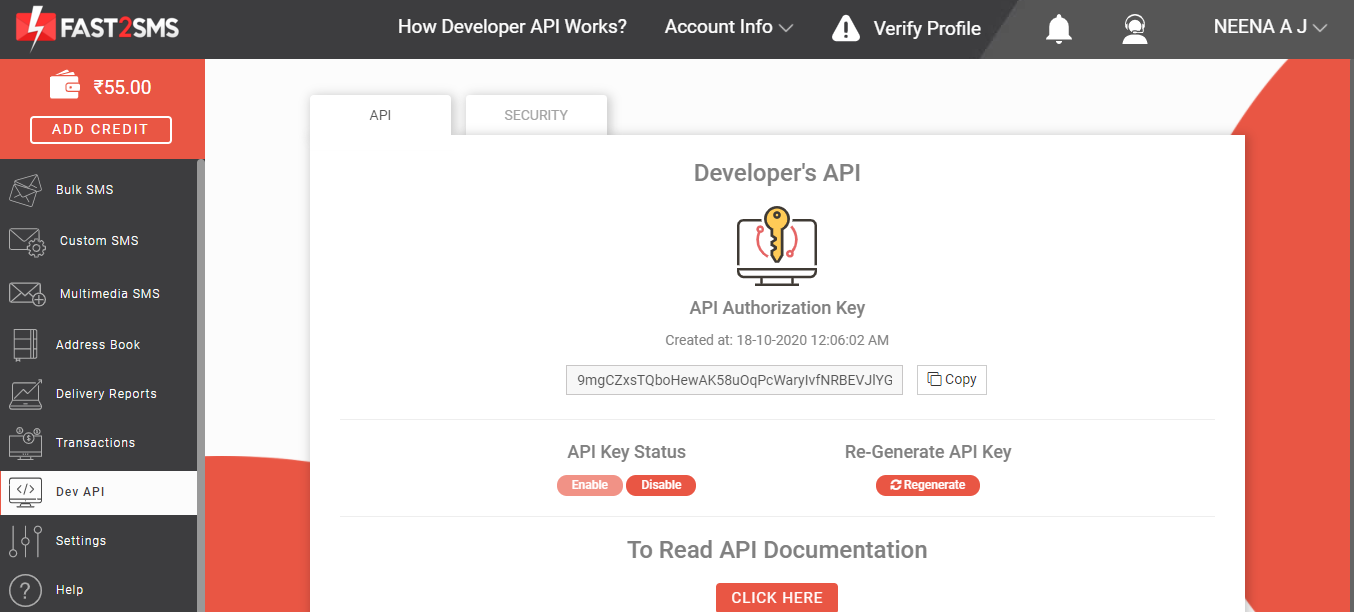 FAST2SMS
How Developer API Works?
Account Info
Verify Profile
NEENA A J
₹55.00
ADD CREDIT
Bulk SMS
Custom SMS
Multimedia SMS
Address Book
Delivery Reports
Transactions
Dev API
Settings
Help
API
SECURITY
Developer's API
API Authorization Key
Created at: 18-10-2020 12:06:02 AM
9mgCZxsTQboHewAK58uOqPcWaryIvfNRBEVJlYG
Copy
API Key Status
Enable
Disable
Re-Generate API Key
Regenerate
To Read API Documentation
CLICK HERE